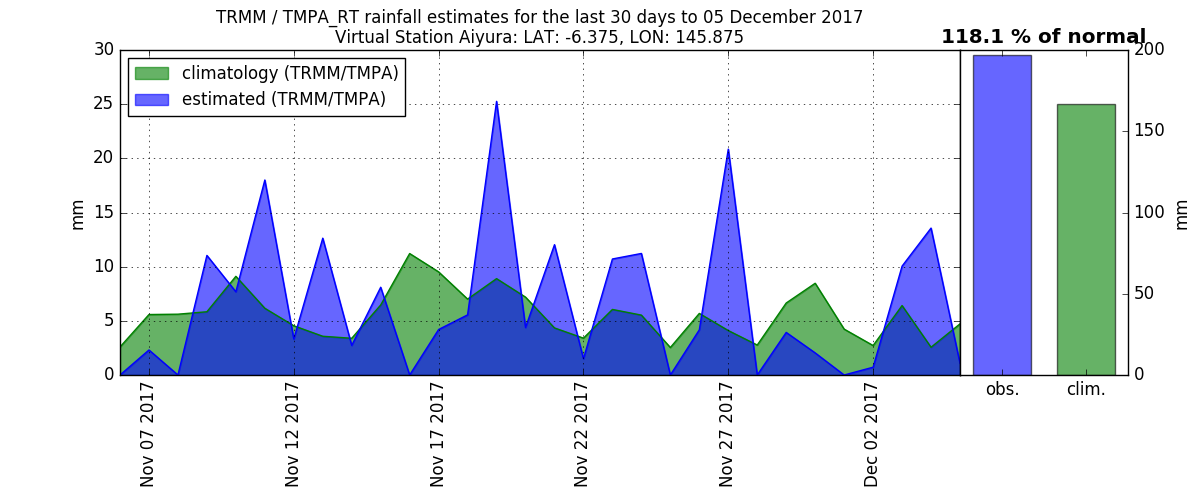 TRMM / TMPA_RT rainfall estimates for the last 30 days to 05 December 2017
Virtual Station Aiyura: LAT: -6.375, LON: 145.875
118.1 % of normal
climatology (TRMM/TMPA)
estimated (TRMM/TMPA)
30
25
20
15
10
5
0
mm
Nov 07 2017
Nov 12 2017
Nov 17 2017
Nov 22 2017
Nov 27 2017
Dec 02 2017
obs.
clim.
200
150
100
50
0
mm